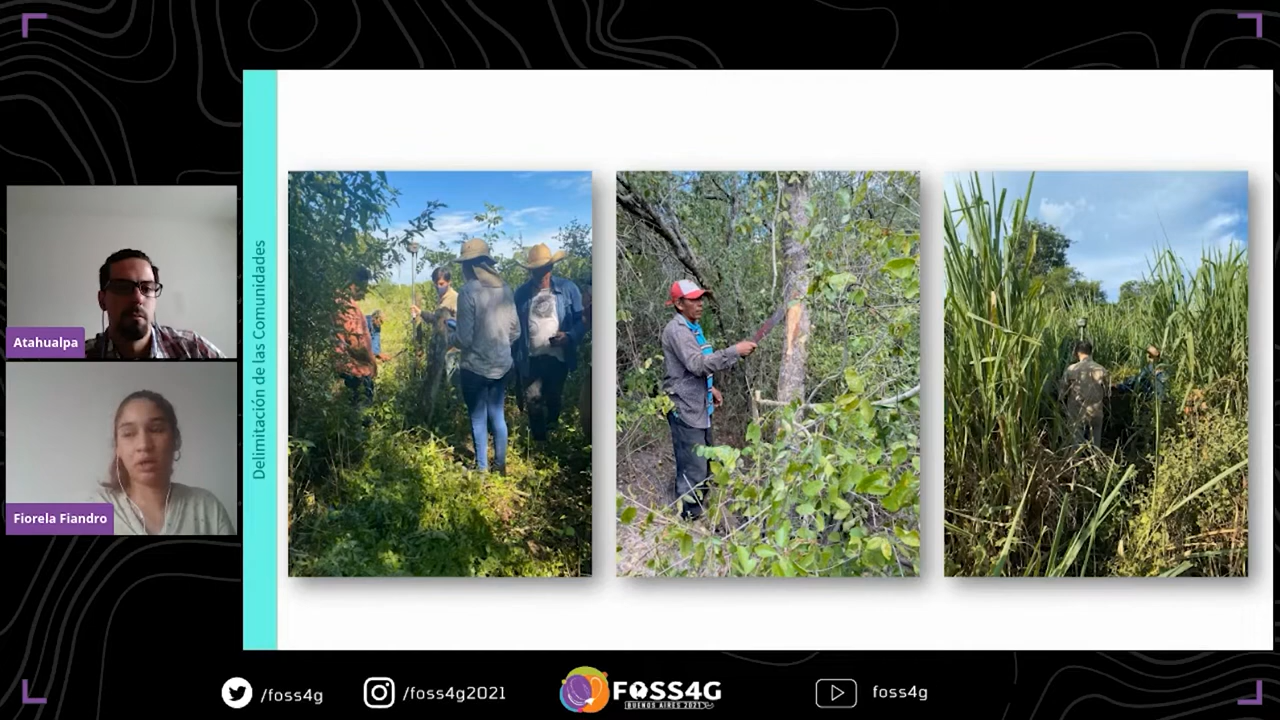 Atahualpa
Fiorela Fiandro
Delimitación de las Comunidades
/foss4g
/foss4g2021
FOSS4G
BUENOS AIRES 2021
foss4g